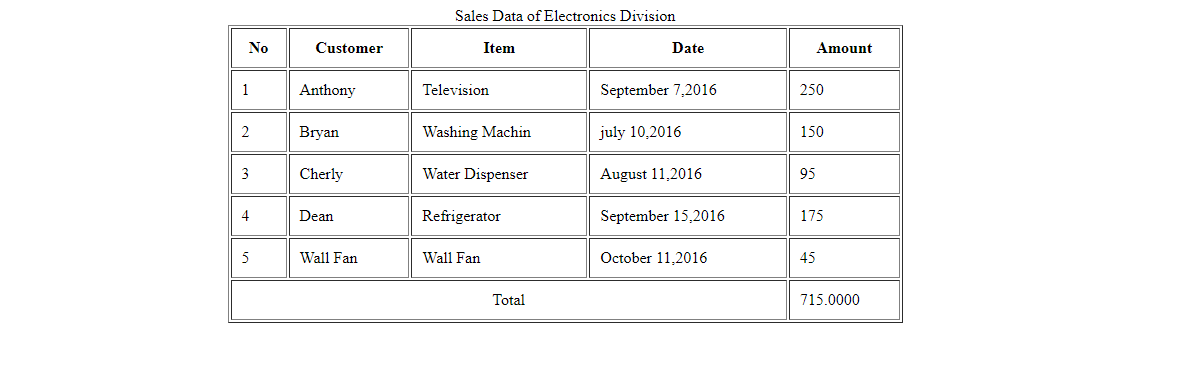 Sales Data of Electronics Division
No Customer Item Date Amount
1 Anthony Television September 7,2016 250
2 Bryan Washing Machin july 10,2016 150
3 Cherly Water Dispenser August 11,2016 95
4 Dean Refrigerator September 15,2016 175
5 Wall Fan Wall Fan October 11,2016 45
Total 715.0000